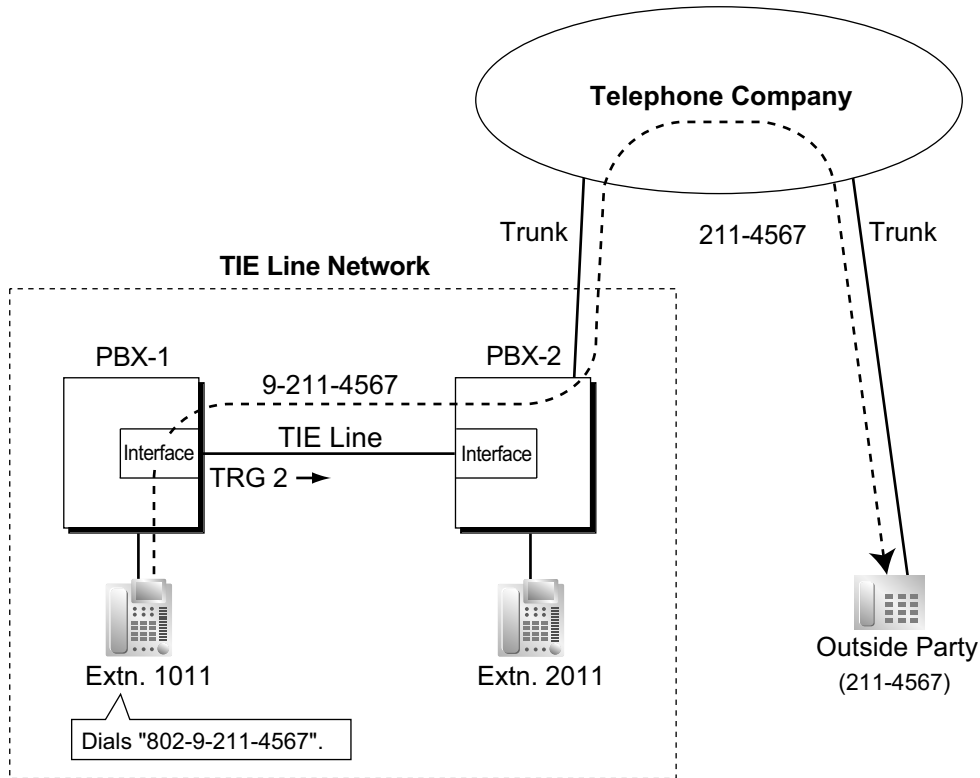 Telephone Company
Trunk
211-4567
Trunk
TIE Line Network
PBX-1
PBX-2
9-211-4567
Interface
TIE Line
Interface
TRG 2
Extn. 1011
Extn. 2011
Outside Party
(211-4567)
Dials "802-9-211-4567".